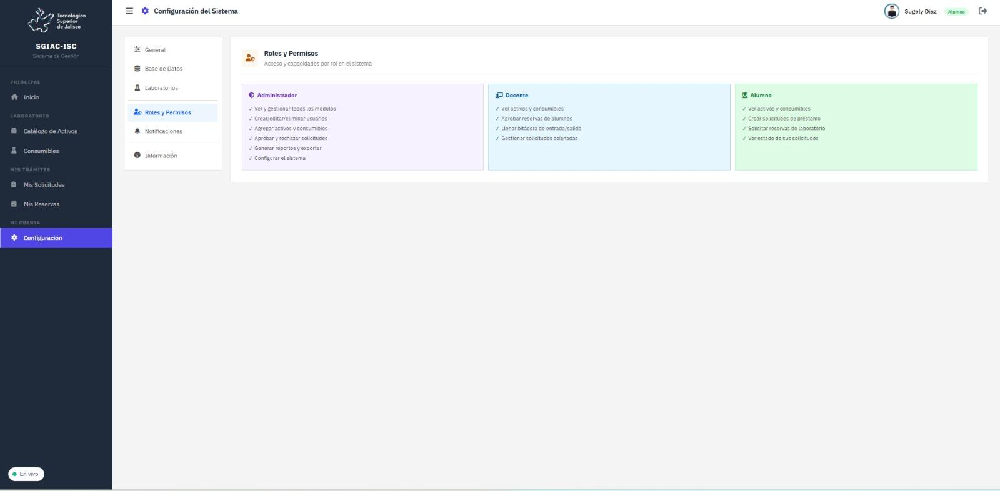 Tecnológico
Superior
de Jalisco
SGIAC-ISC
Sistema de Gestión
PRINCIPAL
Inicio
LABORATORIO
Catálogo de Activos
Consumibles
MIS TRÁMITES
Mis Solicitudes
Mis Reservas
MI CUENTA
Configuración
En vivo
Configuración del Sistema
Sugely Diaz
Alumno
General
Base de Datos
Laboratorios
Roles y Permisos
Notificaciones
Información
Roles y Permisos
Acceso y capacidades por rol en el sistema
Administrador
✓ Ver y gestionar todos los módulos
✓ Crear/editar/eliminar usuarios
✓ Agregar activos y consumibles
✓ Aprobar y rechazar solicitudes
✓ Generar reportes y exportar
✓ Configurar el sistema
Docente
✓ Ver activos y consumibles
✓ Aprobar reservas de alumnos
✓ Llenar bitácora de entrada/salida
✓ Gestionar solicitudes asignadas
Alumno
✓ Ver activos y consumibles
✓ Crear solicitudes de préstamo
✓ Solicitar reservas de laboratorio
✓ Ver estado de sus solicitudes